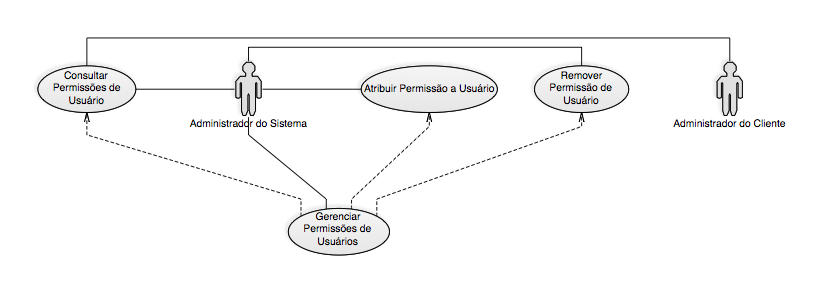 Consultar
Permissões de
Usuário
Administrador do Sistema
Atribuir Permissão a Usuário
Remover
Permissão de
Usuário
Administrador do Cliente
Gerenciar
Permissões de
Usuários